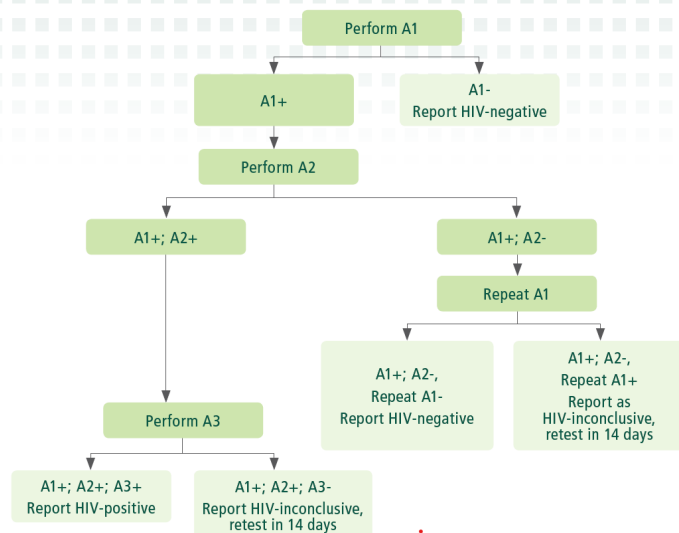 Perform A1
A1+
A1-
Report HIV-negative
Perform A2
A1+; A2+
A1+; A2-
Repeat A1
A1+; A2-,
Repeat A1-
Report HIV-negative
A1+; A2-,
Repeat A1+
Report as
HIV-inconclusive,
retest in 14 days
Perform A3
A1+; A2+; A3+
Report HIV-positive
A1+; A2+; A3-
Report HIV-inconclusive,
retest in 14 days